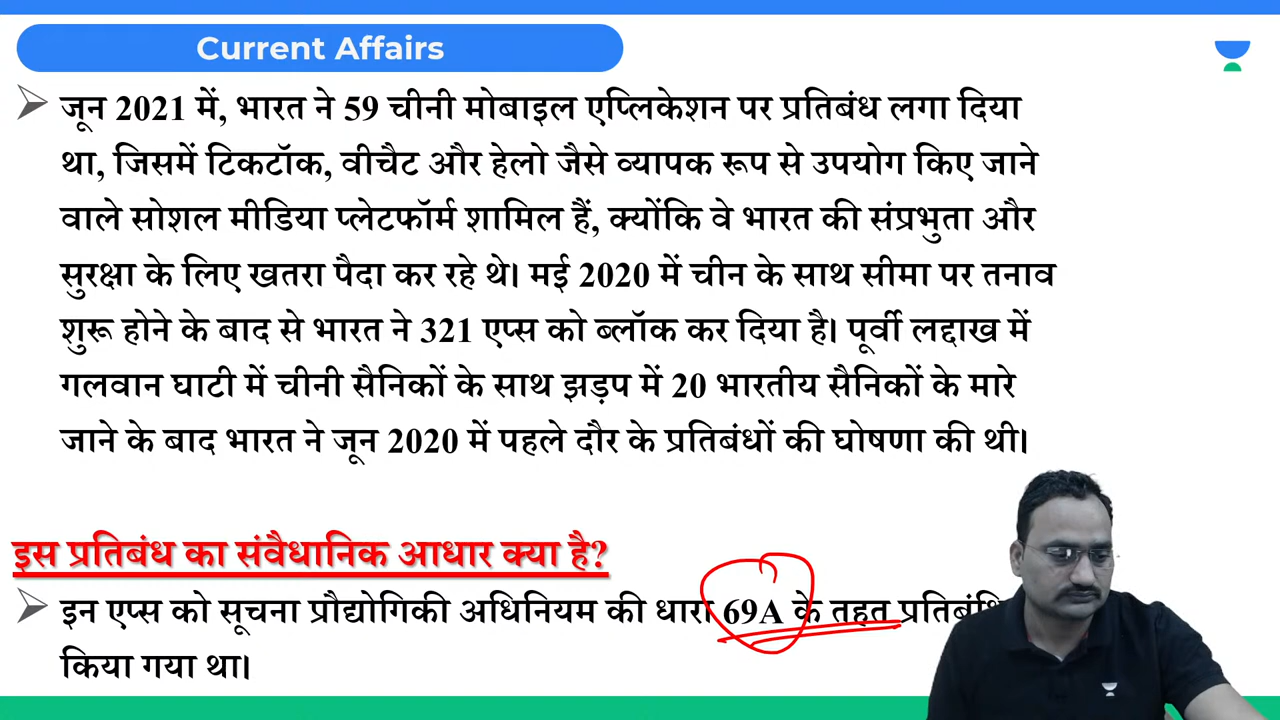 Current Affairs
जून 2021 में, भारत ने 59 चीनी मोबाइल एप्लिकेशन पर प्रतिबंध लगा दिया
था, जिसमें टिकटॉक, वीचैट और हेलो जैसे व्यापक रूप से उपयोग किए जाने
वाले सोशल मीडिया प्लेटफॉर्म शामिल हैं, क्योंकि वे भारत की संप्रभुता और
सुरक्षा के लिए खतरा पैदा कर रहे थे। मई 2020 में चीन के साथ सीमा पर तनाव
शुरू होने के बाद से भारत ने 321 एप्स को ब्लॉक कर दिया है। पूर्वी लद्दाख में
गलवान घाटी में चीनी सैनिकों के साथ झड़प में 20 भारतीय सैनिकों के मारे
जाने के बाद भारत ने जून 2020 में पहले दौर के प्रतिबंधों की घोषणा की थी।
इस प्रतिबंध का संवैधानिक आधार क्या है?
इन एप्स को सूचना प्रौद्योगिकी अधिनियम की धारा 69A के तहत
किया गया था।